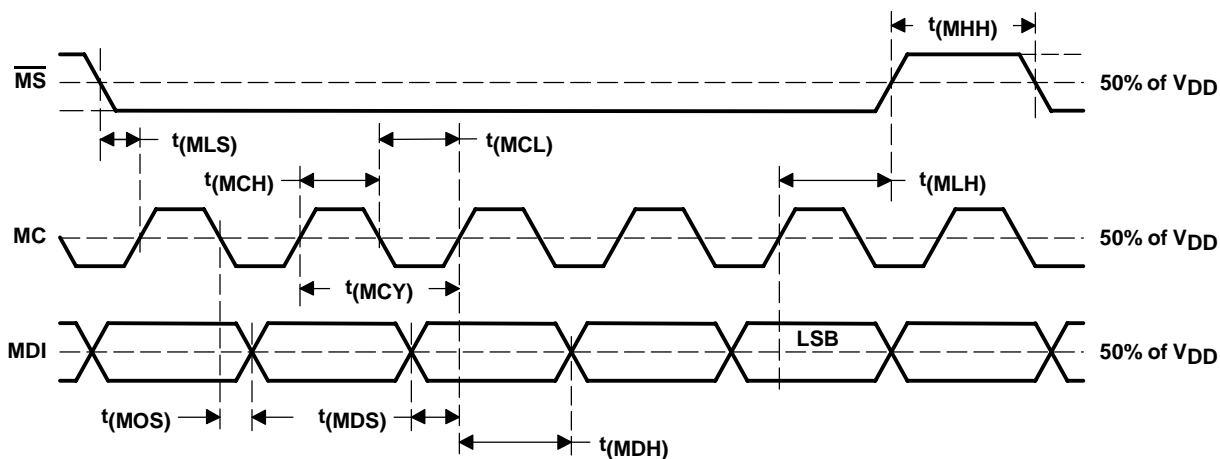 t(MHH)
MS
50% of VDD
t(MLS)
t(MCL)
t(MCH)
t(MLH)
MC
50% of VDD
t(MCY)
LSB
MDI
50% of VDD
t(MOS)
t(MDS)
t(MDH)